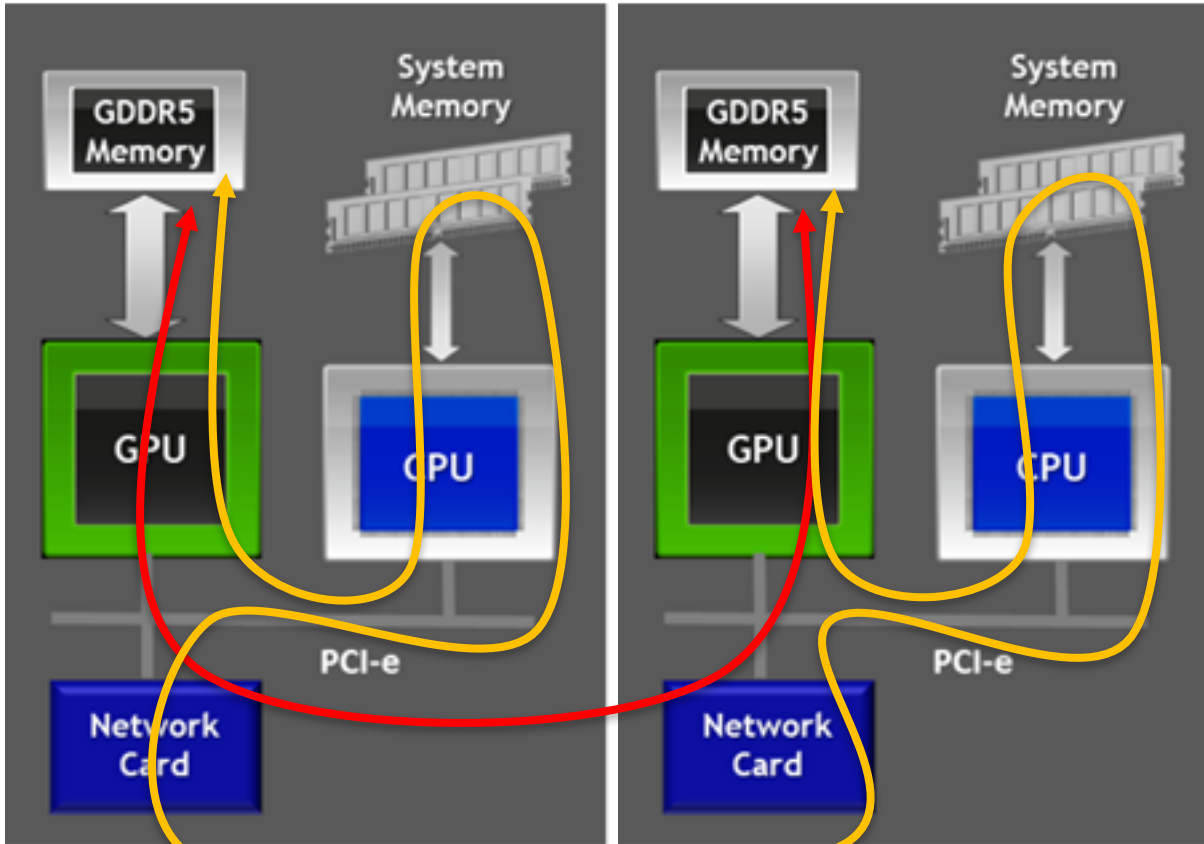 GDDR5
Memory
System
Memory
GPU
CPU
PCI-e
Network
Card
GDDR5
Memory
System
Memory
GPU
CPU
PCI-e
Network
Card